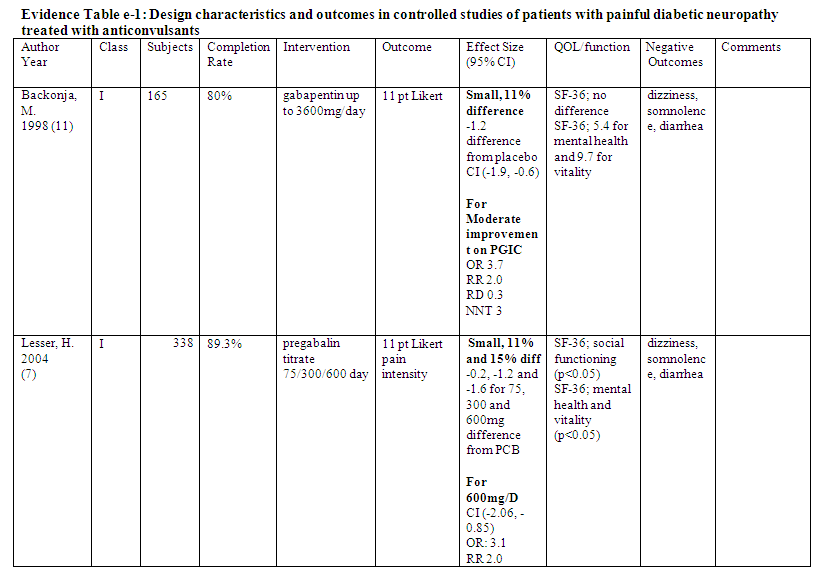 Evidence Table e-1: Design characteristics and outcomes in controlled studies of patients with painful diabetic neuropathy
treated with anticonvulsants
Author
Year
Class
Subjects
Completion
Rate
Intervention
Outcome
Effect Size
(95% CI)
QOL/function
Negative
Outcomes
Comments
Backonja,
M.
1998 (11)
I
165
80%
gabapentin up
to 3600mg/day
11 pt Likert
Small, 11%
difference
-1.2
difference
from placebo
CI (-1.9, -0.6)
For
Moderate
improvemen
t on PGIC
OR 3.7
RR 2.0
RD 0.3
NNT 3
SF-36; no
difference
SF-36; 5.4 for
mental health
and 9.7 for
vitality
dizziness,
somnolenc
e, diarrhea
Lesser, H.
2004
(7)
I
338
89.3%
pregabalin
titrate
75/300/600 day
11 pt Likert
pain
intensity
Small, 11%
and 15% diff
-0.2, -1.2 and
-1.6 for 75,
300 and
600mg
difference
from PCB
For
600mg/D
CI (-2.06, -
0.85)
OR: 3.1
RR 2.0
SF-36; social
functioning
(p<0.05)
SF-36; mental
health and
vitality
(p<0.05)
dizziness,
somnolenc
e, diarrhea